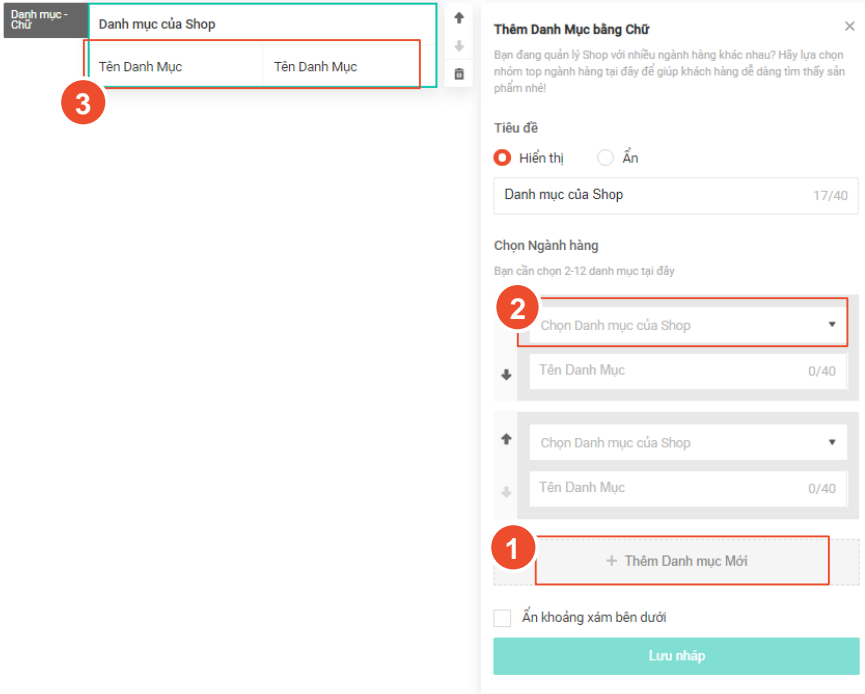 Danh mục -
Chữ
Danh mục của Shop
Tên Danh Mục
Tên Danh Mục
3
Thêm Danh Mục bằng Chữ
Bạn đang quản lý Shop với nhiều ngành hàng khác nhau? Hãy lựa chọn
nhóm top ngành hàng tại đây để giúp khách hàng dễ dàng tìm thấy sản
phẩm nhé!
Tiêu đề
Hiển thị
Ẩn
Danh mục của Shop
17/40
Chọn Ngành hàng
Bạn cần chọn 2-12 danh mục tại đây
2
Chọn Danh mục của Shop
Tên Danh Mục
0/40
Chọn Danh mục của Shop
Tên Danh Mục
0/40
1
+ Thêm Danh mục Mới
Ẩn khoảng xám bên dưới
Lưu nháp